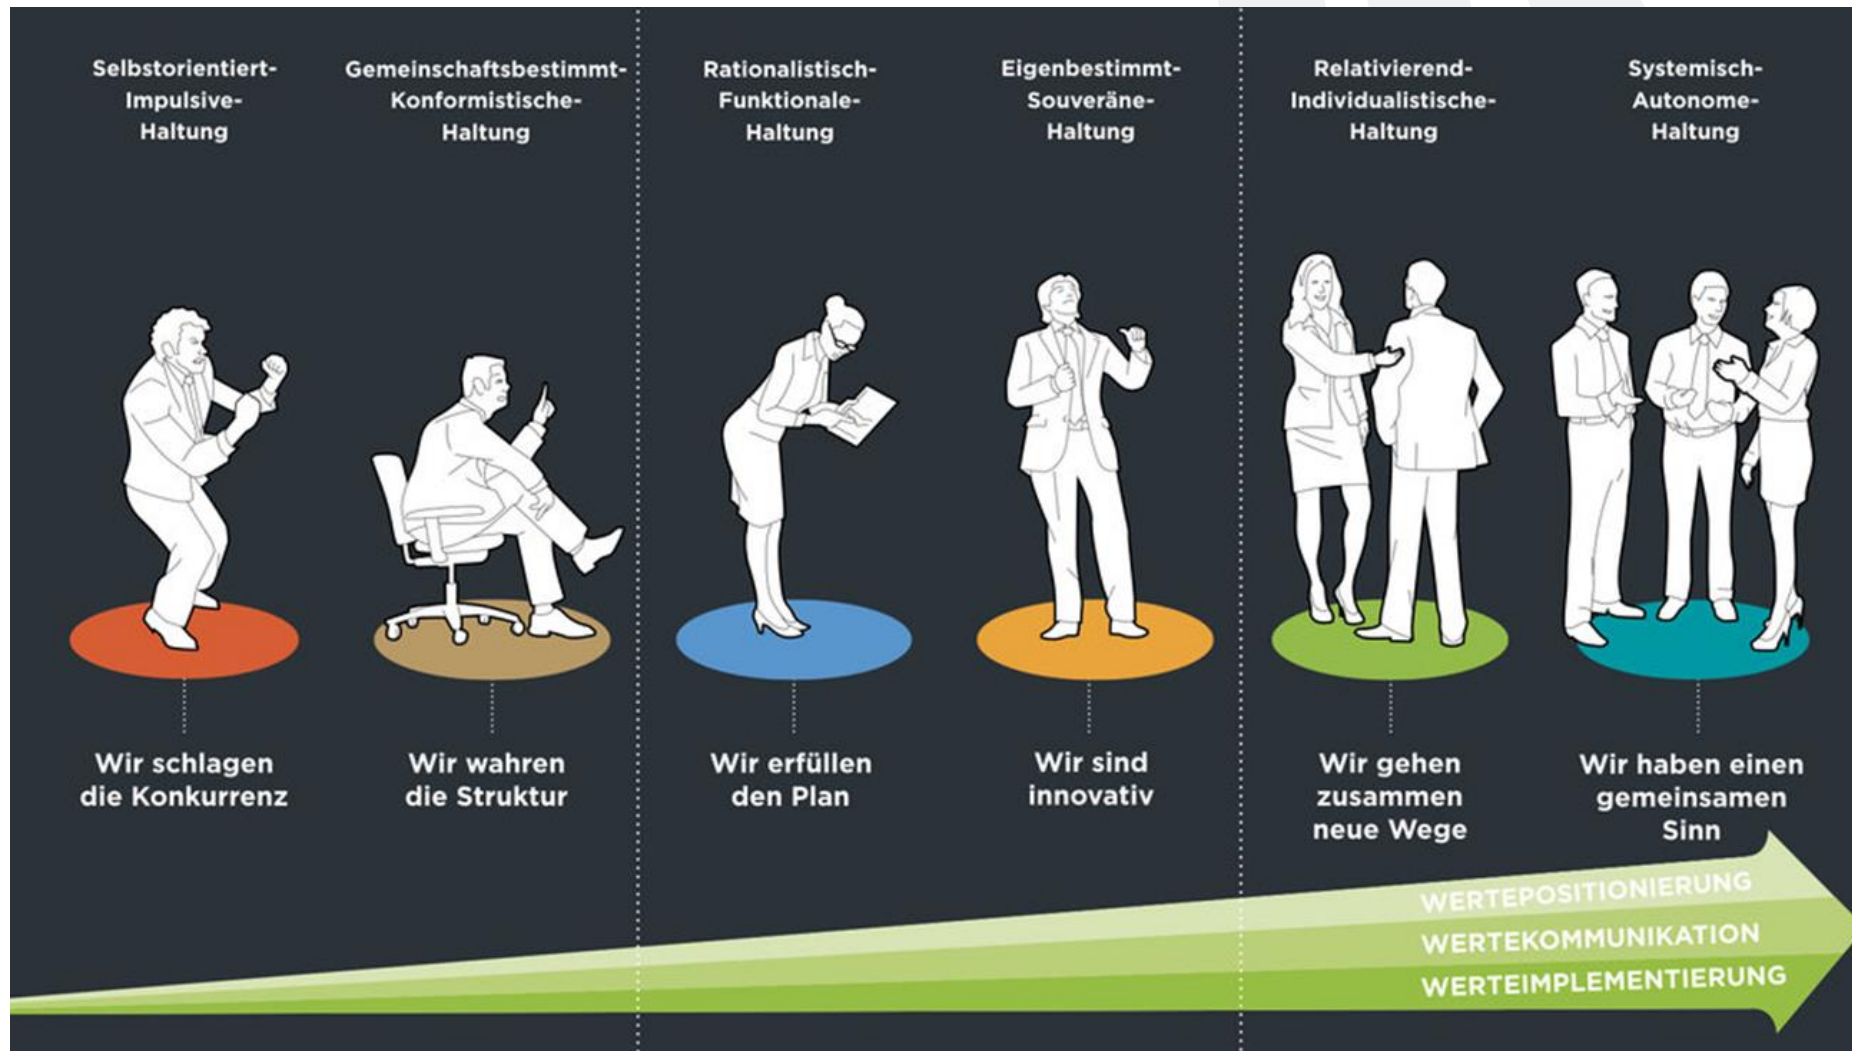 Selbstorientiert-
Impulsive-
Haltung
Gemeinschaftsbestimmt-
Konformistische-
Haltung
Rationalistisch-
Funktionale-
Haltung
Eigenbestimmt-
Souveräne-
Haltung
Relativierend-
Individualistische-
Haltung
Systemisch-
Autonome-
Haltung
Wir schlagen
die Konkurrenz
Wir wahren
die Struktur
Wir erfüllen
den Plan
Wir sind
innovativ
Wir gehen
zusammen
neue Wege
Wir haben einen
gemeinsamen
Sinn
WERTEPOSITIONIERUNG
WERTEKOMMUNIKATION
WERTEIMPLEMENTIERUNG